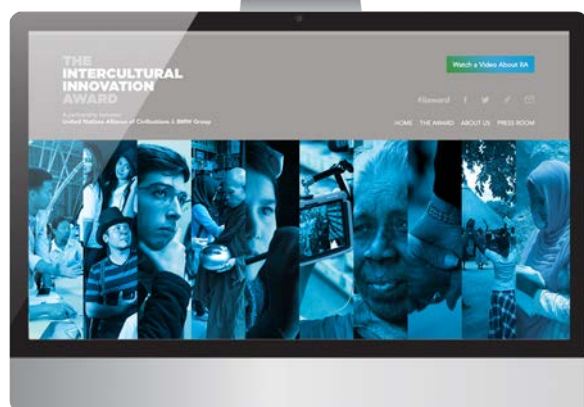 THE
INTERCULTURAL
INNOVATION
AWARD
A partnership between
United Nations Alliance of Civilizations & BMW Group
Watch a Video About IIA
#iiaward
HOME THE AWARD ABOUT US PRESS ROOM